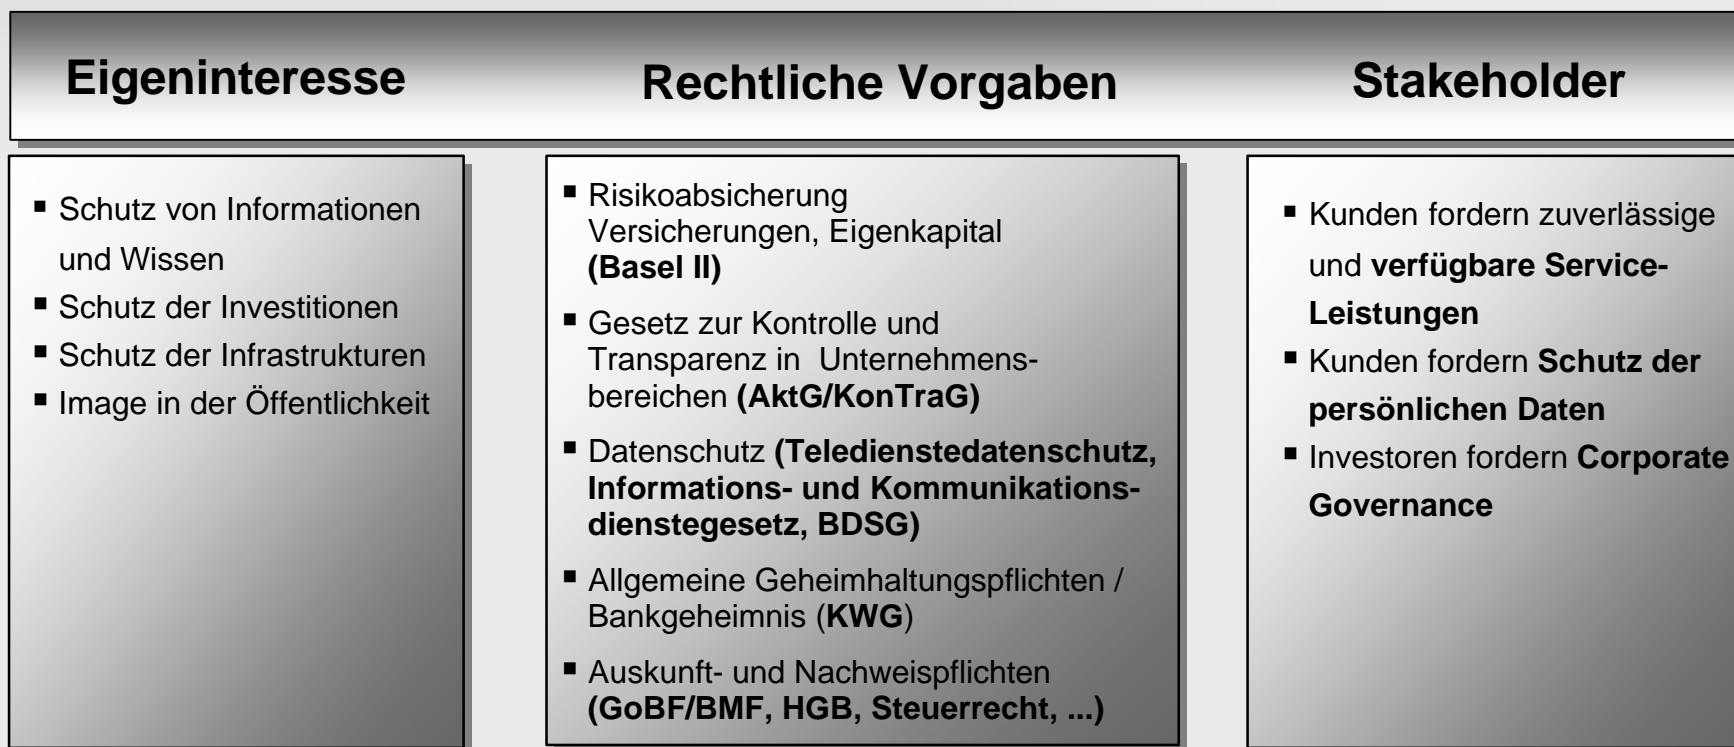 Eigeninteresse
Rechtliche Vorgaben
Stakeholder
▪ Schutz von Informationen
und Wissen
▪ Schutz der Investitionen
▪ Schutz der Infrastrukturen
▪ Image in der Öffentlichkeit
▪ Risikoabsicherung
Versicherungen, Eigenkapital
(Basel II)
▪ Gesetz zur Kontrolle und
Transparenz in Unternehmens-
bereichen (AktG/KonTraG)
▪ Datenschutz (Teledienstedatenschutz,
Informations- und Kommunikations-
dienstegesetz, BDSG)
▪ Allgemeine Geheimhaltungspflichten /
Bankgeheimnis (KWG)
▪ Auskunft- und Nachweispflichten
(GoBF/BMF, HGB, Steuerrecht, ...)
▪ Kunden fordern zuverlässige
und verfügbare Service-
Leistungen
▪ Kunden fordern Schutz der
persönlichen Daten
▪ Investoren fordern Corporate
Governance